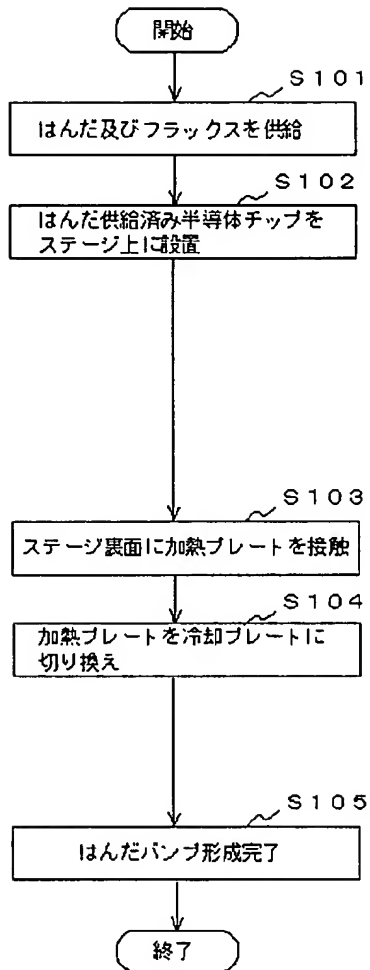 開始
S101
はんだ及びフラックスを供給
S102
はんだ供給済み半導体チップを
ステージ上に設置
S103
ステージ裏面に加熱プレートを接触
S104
加熱プレートを冷却プレートに
切り換え
S105
はんだバンプ形成完了
終了